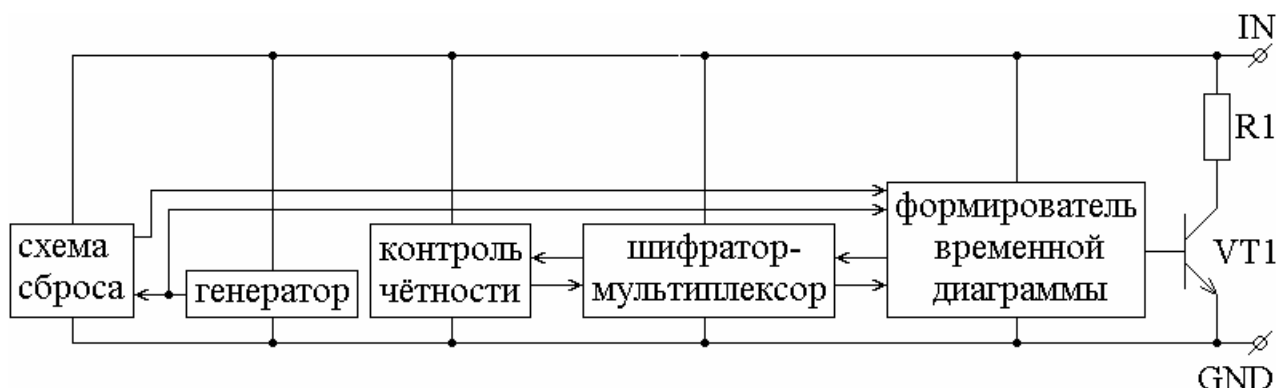 IN
R1
схема
сброса
генератор
контроль
чётности
шифратор-
мультиплексор
формирователь
временной
диаграммы
VT1
GND